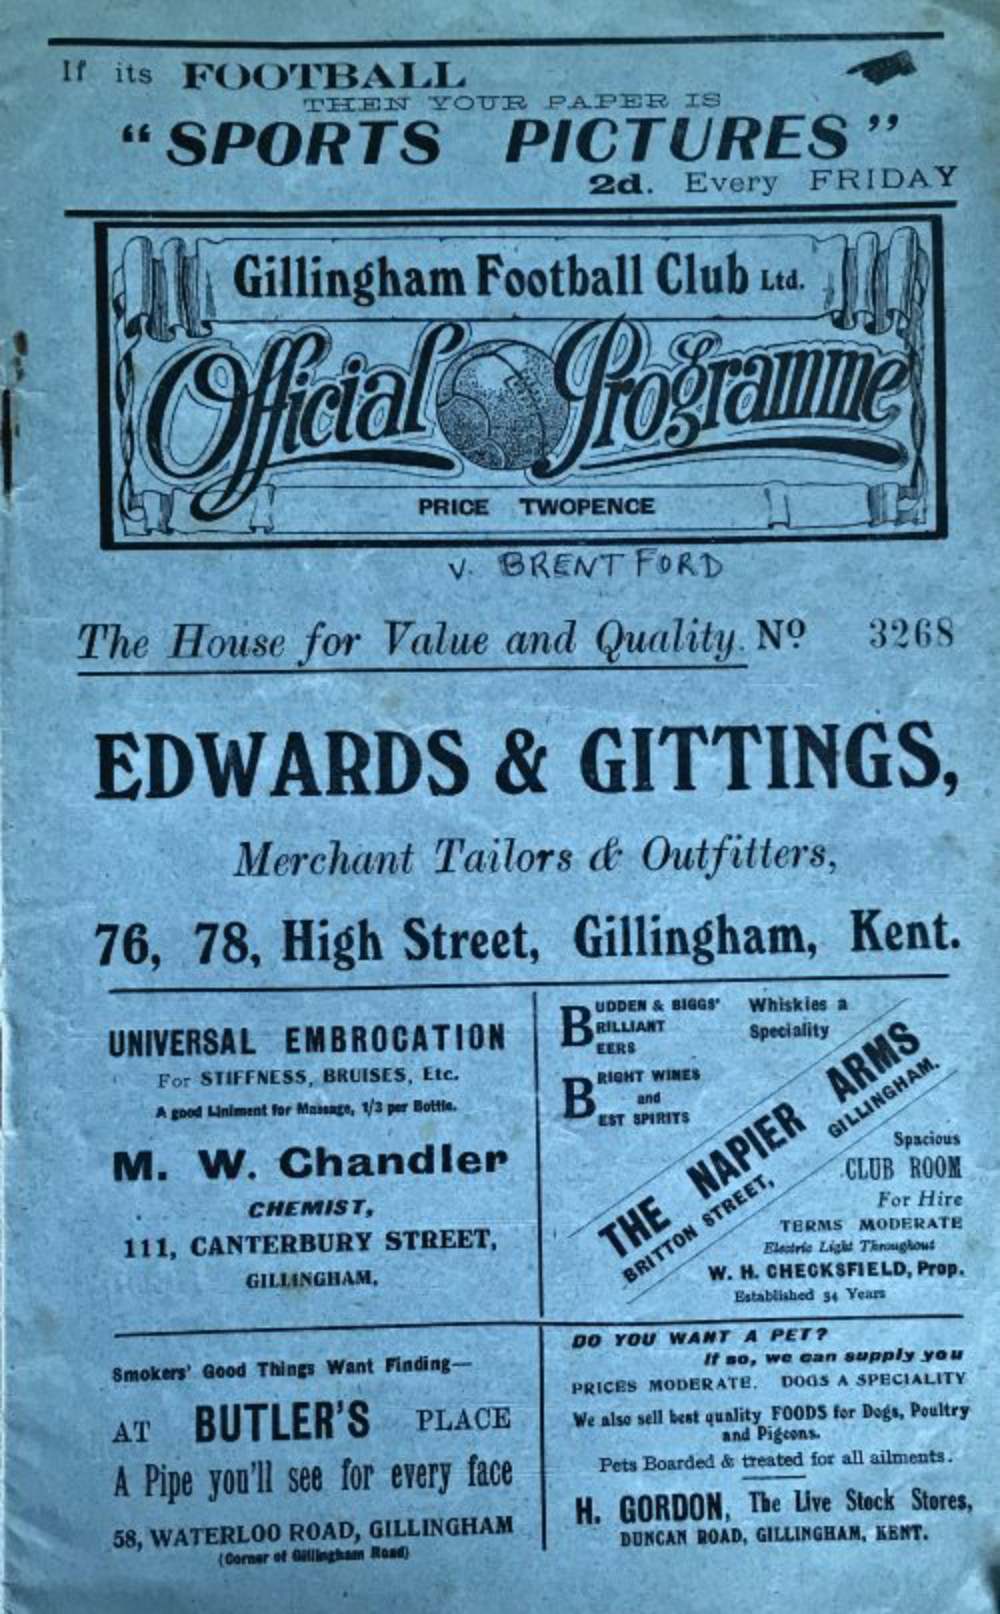 If its FOOTBALL
THEN YOUR PAPER IS
"SPORTS PICTURES"
2d. Every FRIDAY
Gillingham Football Club Ltd.
Official Programme
PRICE TWOPENCE
v. BRENTFORD
The House for Value and Quality. Nº 3268
EDWARDS & GITTINGS,
Merchant Tailors & Outfitters,
76, 78, High Street, Gillingham, Kent.
UNIVERSAL EMBROCATION
For STIFFNESS, BRUISES, Etc.
A good Liniment for Massage, 1/3 per Bottle.
M. W. Chandler
CHEMIST,
111, CANTERBURY STREET,
GILLINGHAM.
BUDDEN & BIGGS'
BRILLIANT
BEERS
BRIGHT WINES
and
BEST SPIRITS
Whiskies a
Speciality
THE NAPIER ARMS
BRITTON STREET, GILLINGHAM.
Spacious
CLUB ROOM
For Hire
TERMS MODERATE
Electric Light Throughout
W. H. CHECKSFIELD, Prop.
Established 34 Years
Smokers' Good Things Want Finding—
AT BUTLER'S PLACE
A Pipe you'll see for every face
58, WATERLOO ROAD, GILLINGHAM
(Corner of Gillingham Road)
DO YOU WANT A PET?
If so, we can supply you
PRICES MODERATE. DOGS A SPECIALITY
We also sell best quality FOODS for Dogs, Poultry
and Pigeons.
Pets Boarded & treated for all ailments.
H. GORDON, The Live Stock Stores,
DUNCAN ROAD, GILLINGHAM, KENT.